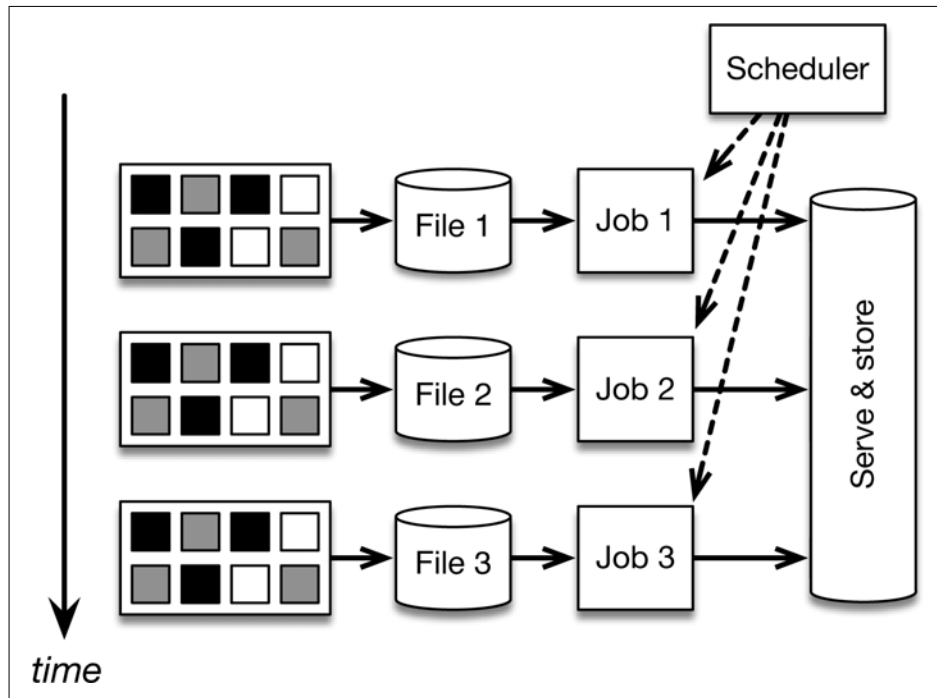 Scheduler
File 1
Job 1
File 2
Job 2
File 3
Job 3
Serve & store
time